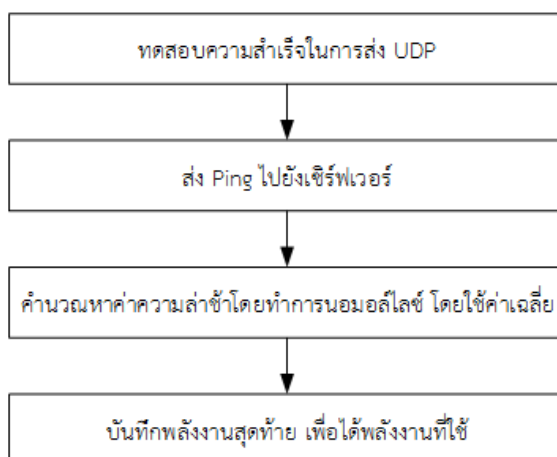 ทดสอบความสำเร็จในการส่ง UDP
ส่ง Ping ไปยังเซิร์ฟเวอร์
คำนวณหาค่าความล่าช้าโดยทำการนอมอล์ไลซ์ โดยใช้ค่าเฉลี่ย
บันทึกพลังงานสุดท้าย เพื่อได้พลังงานที่ใช้